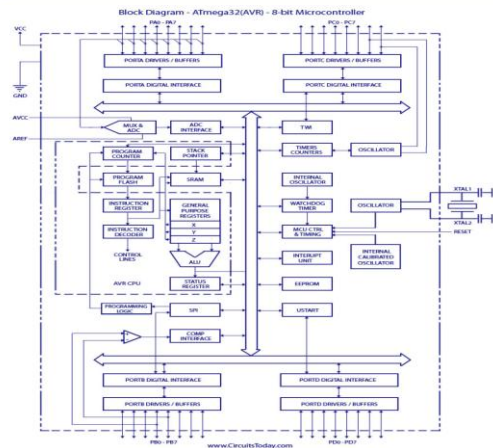 Block Diagram - ATmega32(AVR) - 8-bit Microcontroller
PA0 - PA7
PC0 - PC7
VCC
PORTA DRIVERS / BUFFERS
PORTC DRIVERS / BUFFERS
GND
PORTA DIGITAL INTERFACE
PORTC DIGITAL INTERFACE
AVCC
MUX & ADC
ADC INTERFACE
TWI
AREF
PROGRAM COUNTER
STACK POINTER
TIMERS COUNTERS
OSCILLATOR
PROGRAM FLASH
SRAM
INTERNAL OSCILLATOR
XTAL1
INSTRUCTION REGISTER
GENERAL PURPOSE REGISTERS
WATCHDOG TIMER
OSCILLATOR
X
Y
Z
XTAL2
INSTRUCTION DECODER
MCU CTRL & TIMING
RESET
CONTROL LINES
ALU
INTERUPT UNIT
INTERNAL CALIBRATED OSCILLATOR
AVR CPU
STATUS REGISTER
EEPROM
PROGRAMMING LOGIC
SPI
USTART
+
-
COMP INTERFACE
PORTB DIGITAL INTERFACE
PORTD DIGITAL INTERFACE
PORTB DRIVERS / BUFFERS
PORTD DRIVERS / BUFFERS
PB0 - PB7
PD0 - PD7
www.CircuitsToday.com